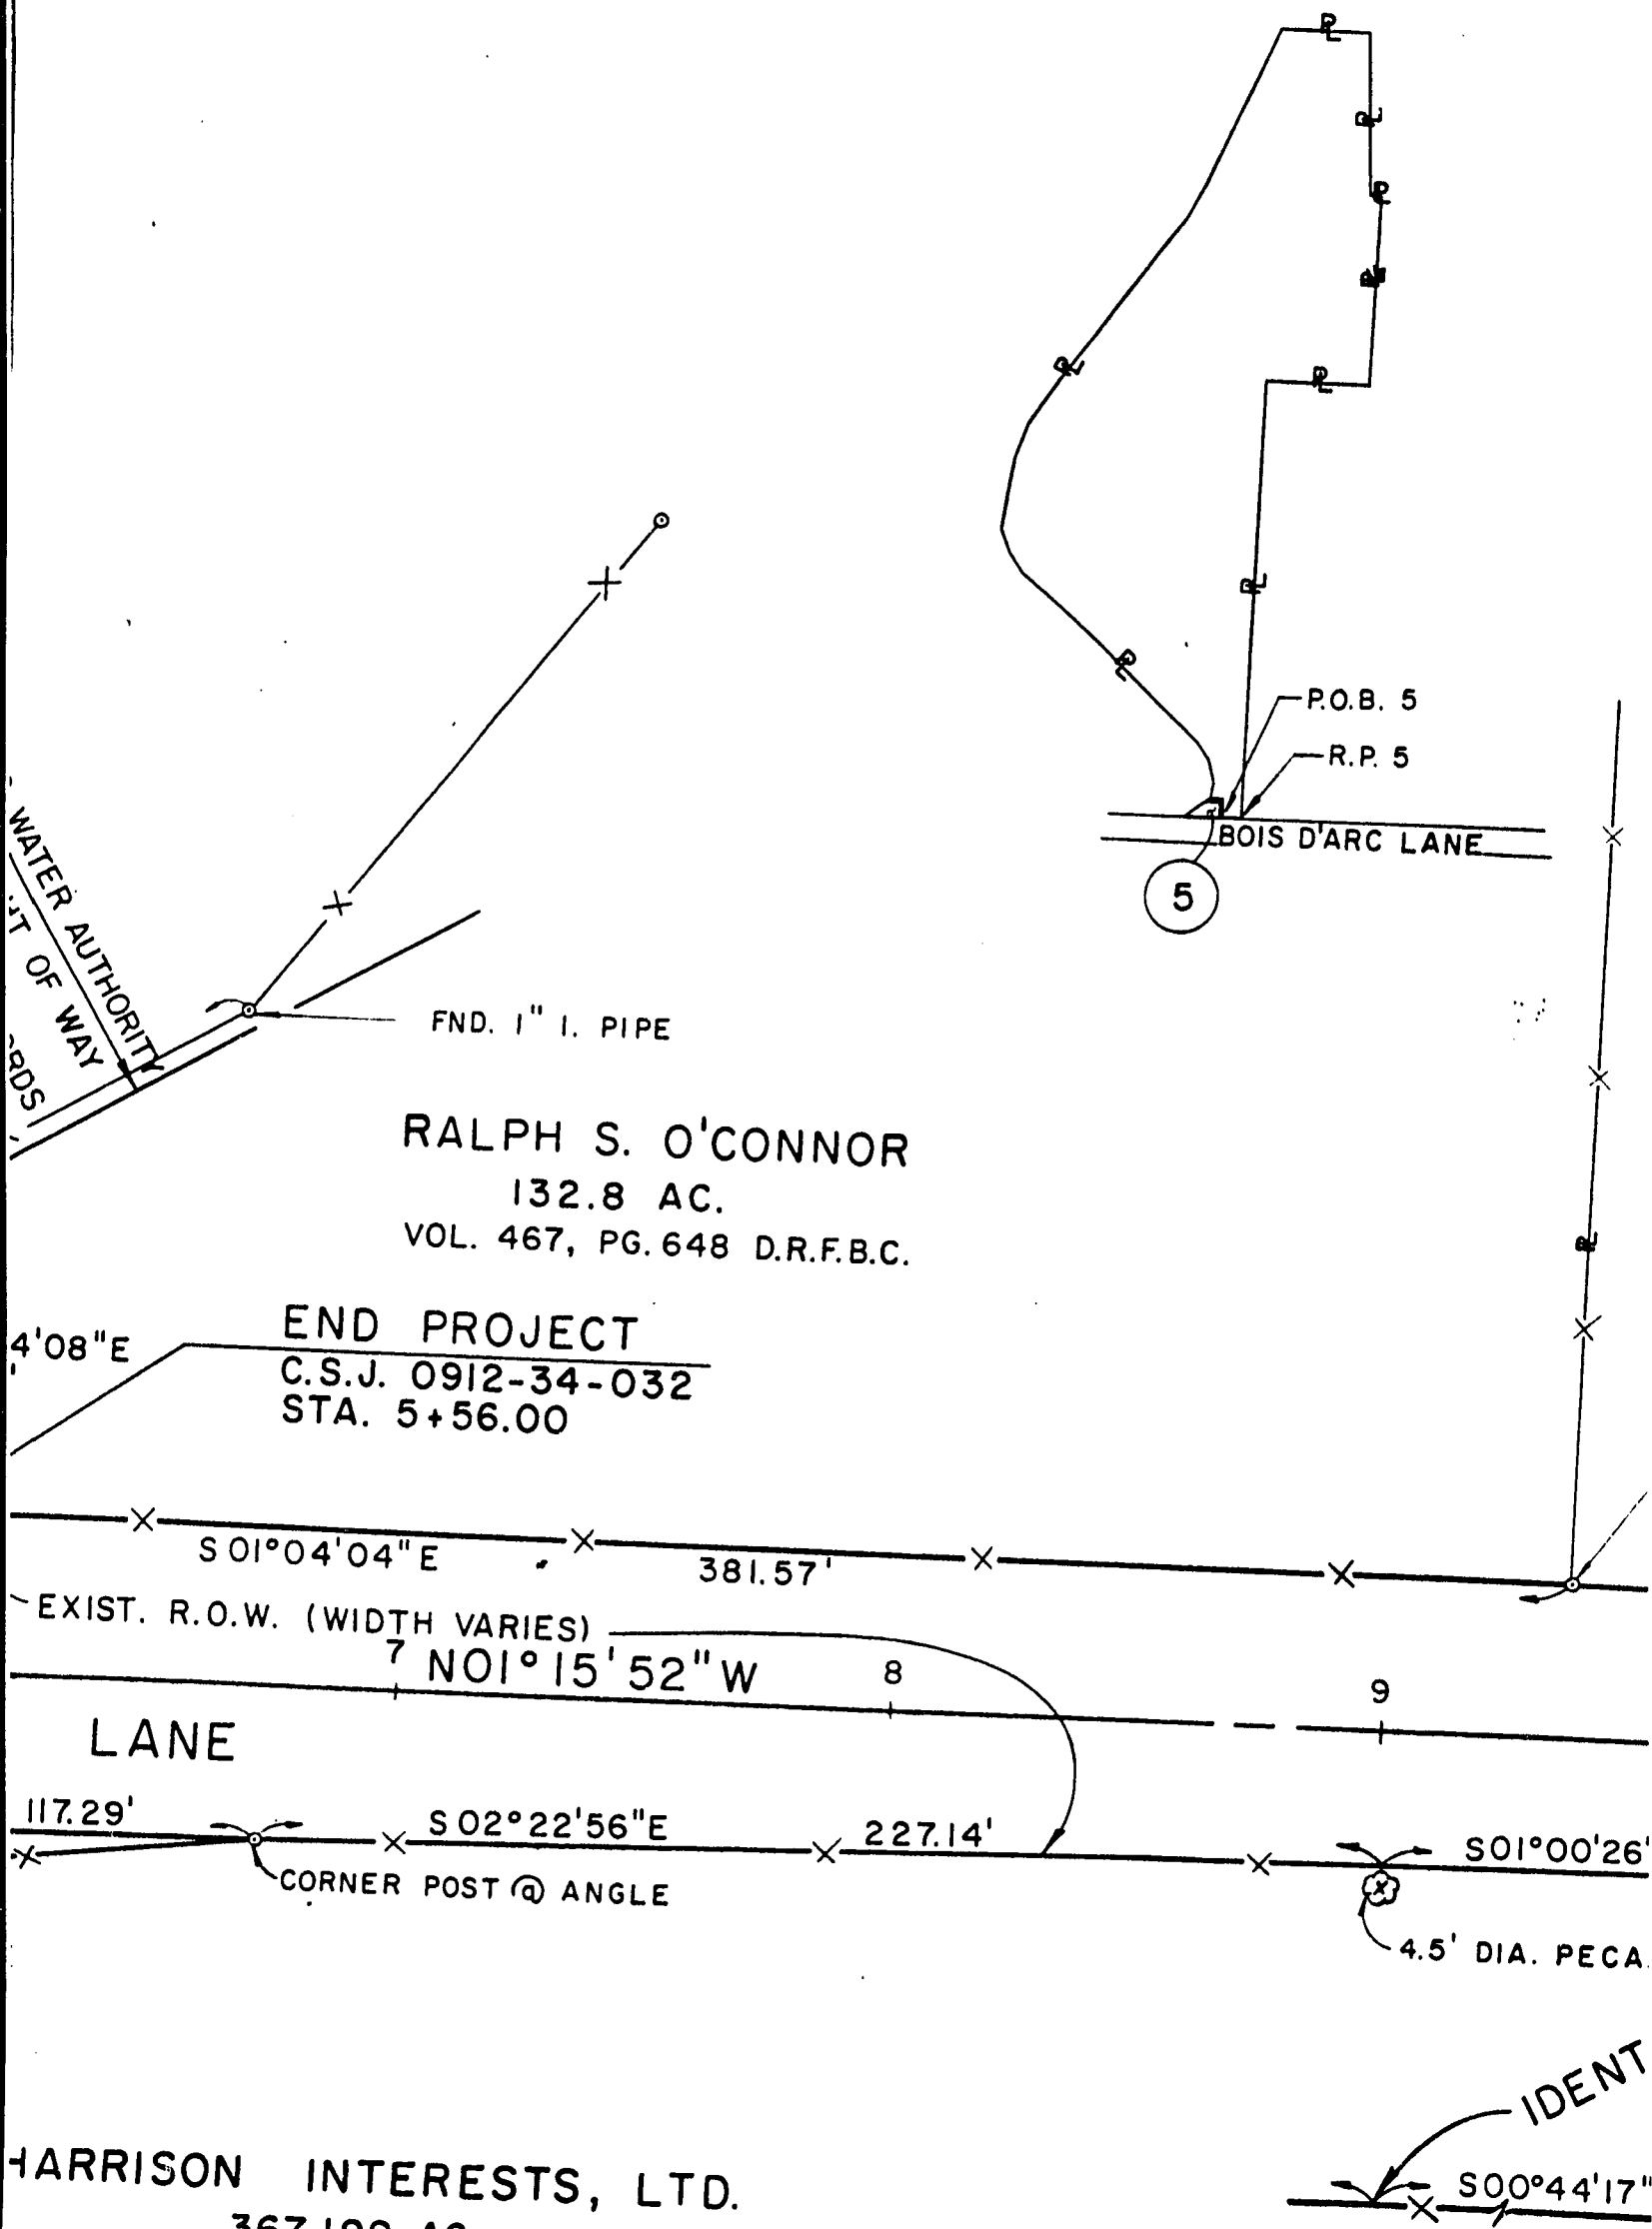 P.O.B. 5
R.P. 5
BOIS D'ARC LANE
5
WATER AUTHORITY
OF WAY
FND. 1" I. PIPE
RALPH S. O'CONNOR
132.8 AC.
VOL. 467, PG. 648 D.R.F.B.C.
4'08"E
END PROJECT
C.S.J. 0912-34-032
STA. 5+56.00
S 01°04'04"E 381.57'
EXIST. R.O.W. (WIDTH VARIES)
7 N01°15'52"W 8 9
LANE
117.29' S 02°22'56"E 227.14' S01°00'26"
CORNER POST @ ANGLE
4.5' DIA. PECA
IDENT
HARRISON INTERESTS, LTD.
S00°44'17"